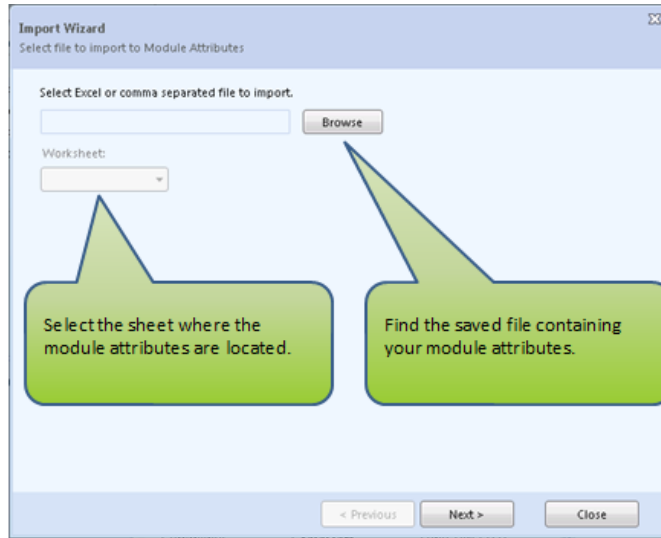 Import Wizard
Select file to import to Module Attributes
Select Excel or comma separated file to import.
Browse
Worksheet:
Select the sheet where the
module attributes are located.
Find the saved file containing
your module attributes.
< Previous
Next >
Close